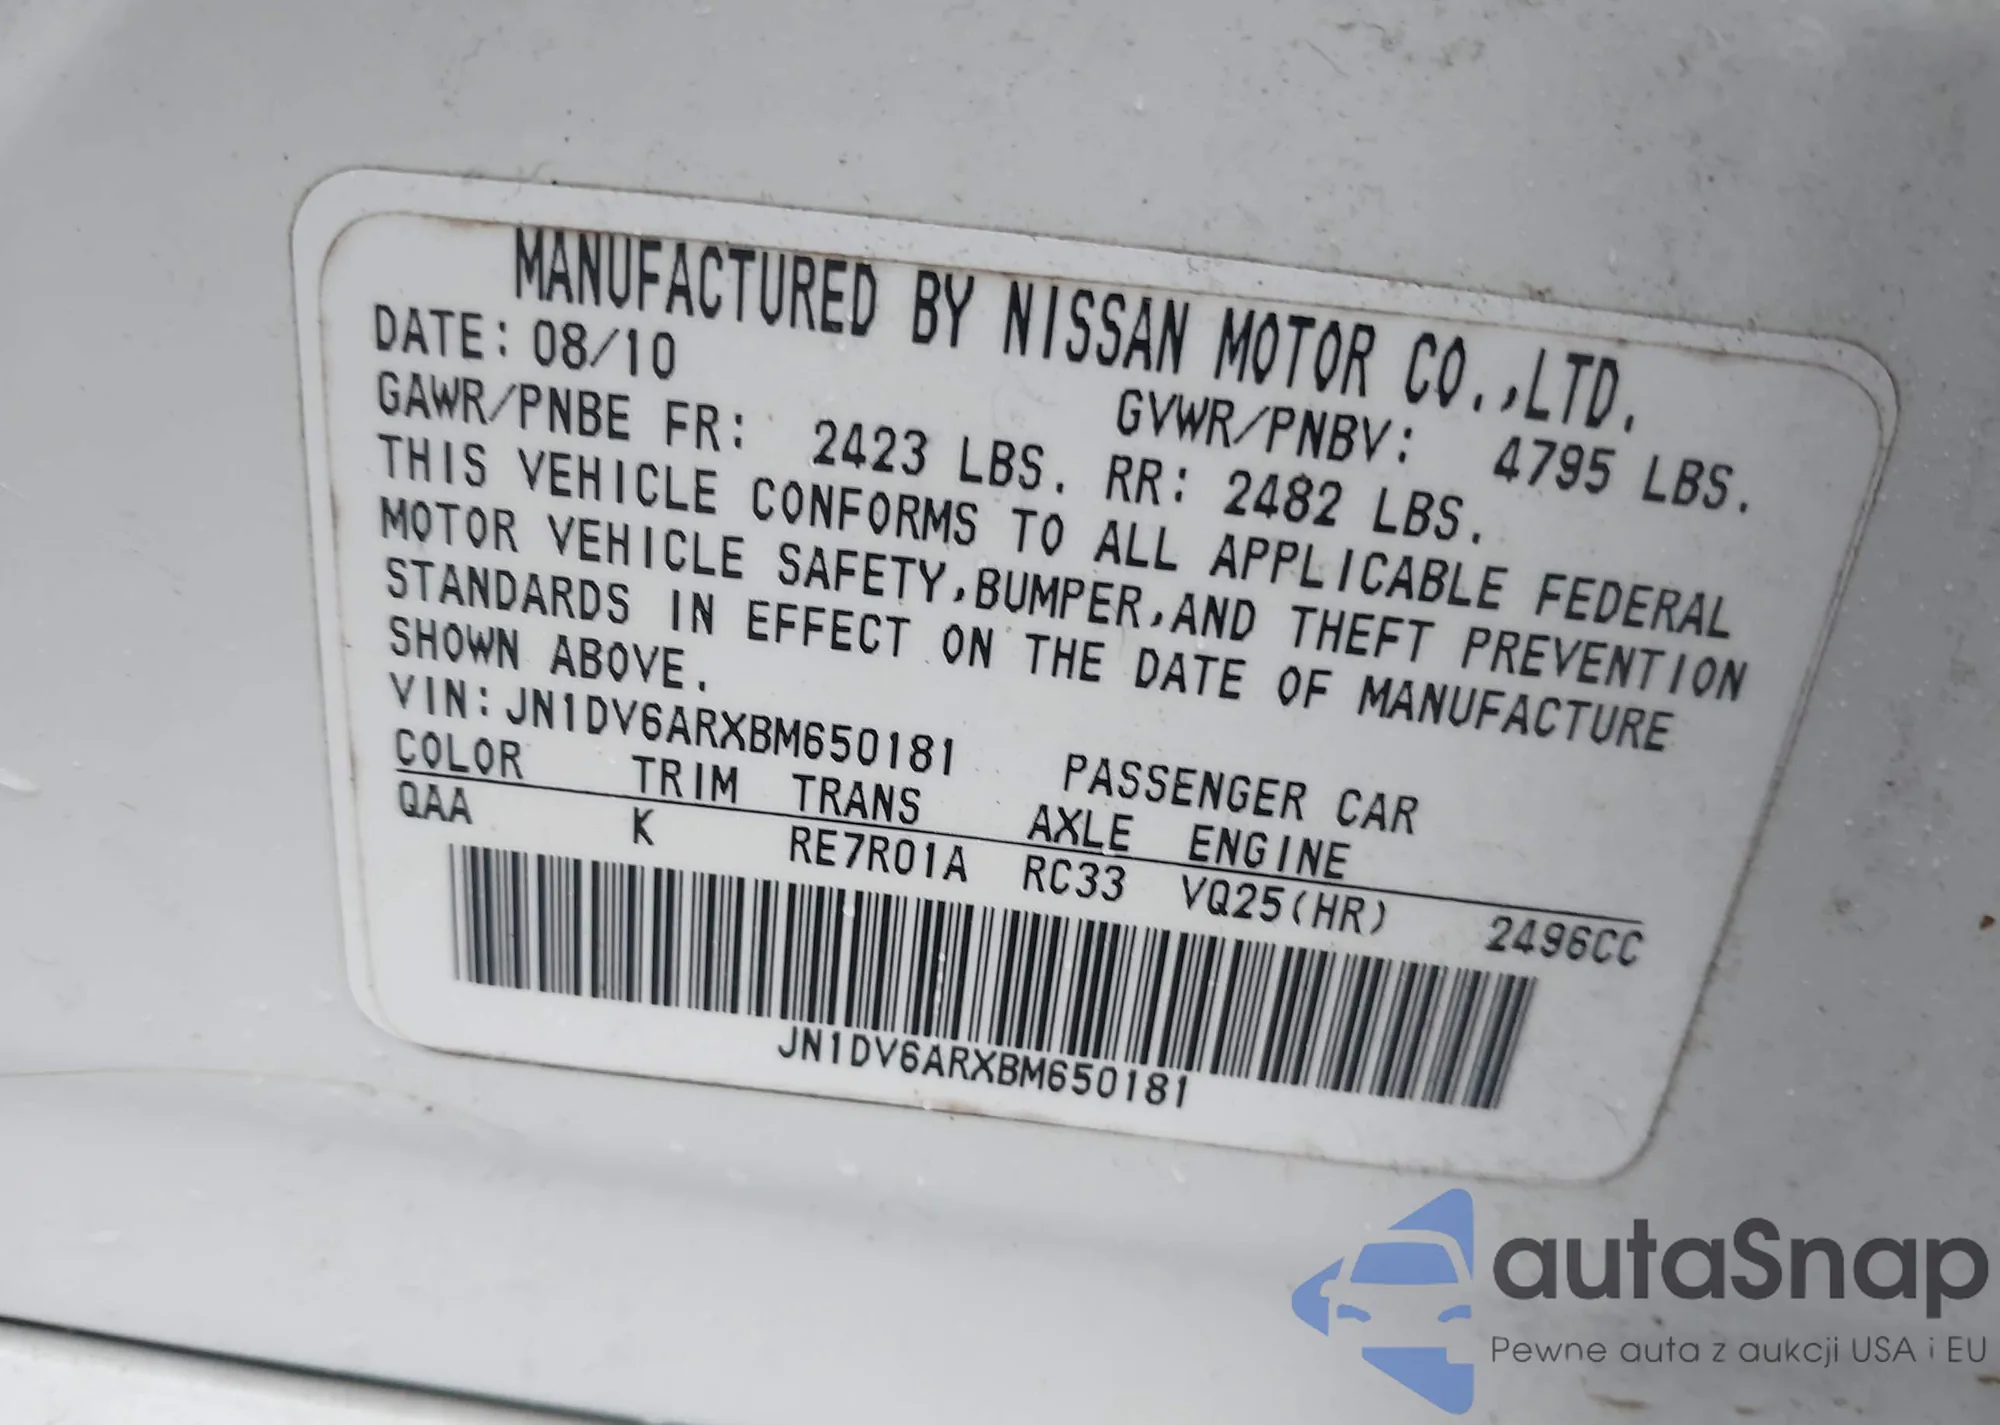 MANUFACTURED BY NISSAN MOTOR CO.,LTD.
DATE: 08/10 GVWR/PNBV: 4795 LBS.
GAWR/PNBE FR: 2423 LBS. RR: 2482 LBS.
THIS VEHICLE CONFORMS TO ALL APPLICABLE FEDERAL
MOTOR VEHICLE SAFETY,BUMPER,AND THEFT PREVENTION
STANDARDS IN EFFECT ON THE DATE OF MANUFACTURE
SHOWN ABOVE.
VIN:JN1DV6ARXBM650181 PASSENGER CAR
COLOR TRIM TRANS AXLE ENGINE
QAA K RE7R01A RC33 VQ25(HR) 2496CC
JN1DV6ARXBM650181
autaSnap
Pewne auta z aukcji USA i EU